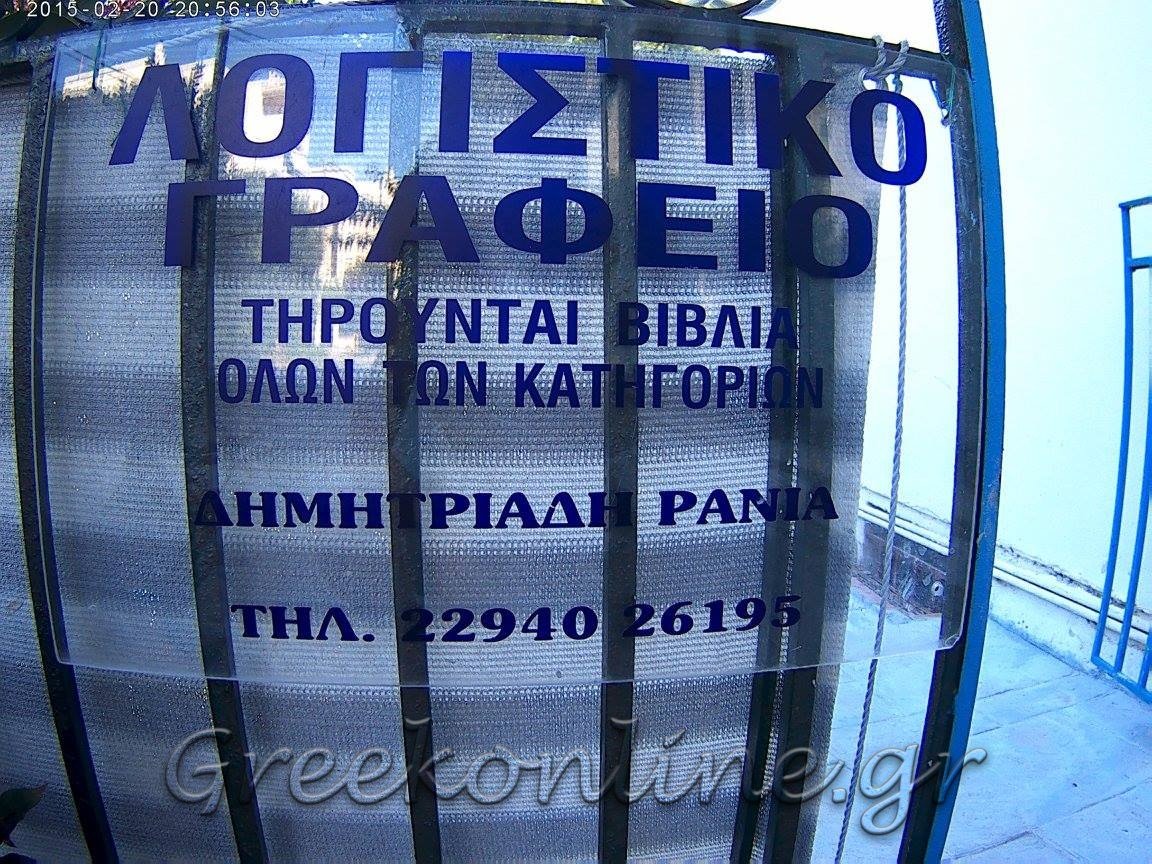 2015-02-20 20:56:03
ΛΟΓΙΣΤΙΚΟ
ΓΡΑΦΕΙΟ
ΤΗΡΟΥΝΤΑΙ ΒΙΒΛΙΑ
ΟΛΩΝ ΤΩΝ ΚΑΤΗΓΟΡΙΩΝ
ΔΗΜΗΤΡΙΑΔΗ ΡΑΝΙΑ
ΤΗΛ. 22940 26195
Greekonline.gr